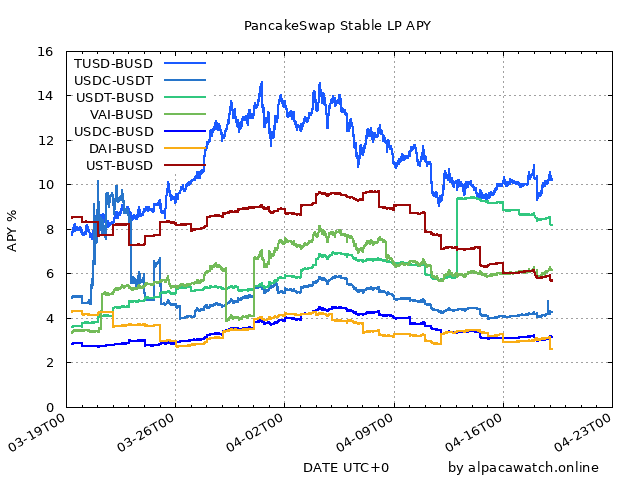 PancakeSwap Stable LP APY
16
14
12
10
8
6
4
2
0
APY %
TUSD-BUSD
USDC-USDT
USDT-BUSD
VAI-BUSD
USDC-BUSD
DAI-BUSD
UST-BUSD
03-19T00
03-26T00
04-02T00
04-09T00
04-16T00
04-23T00
DATE UTC+0
by alpacawatch.online